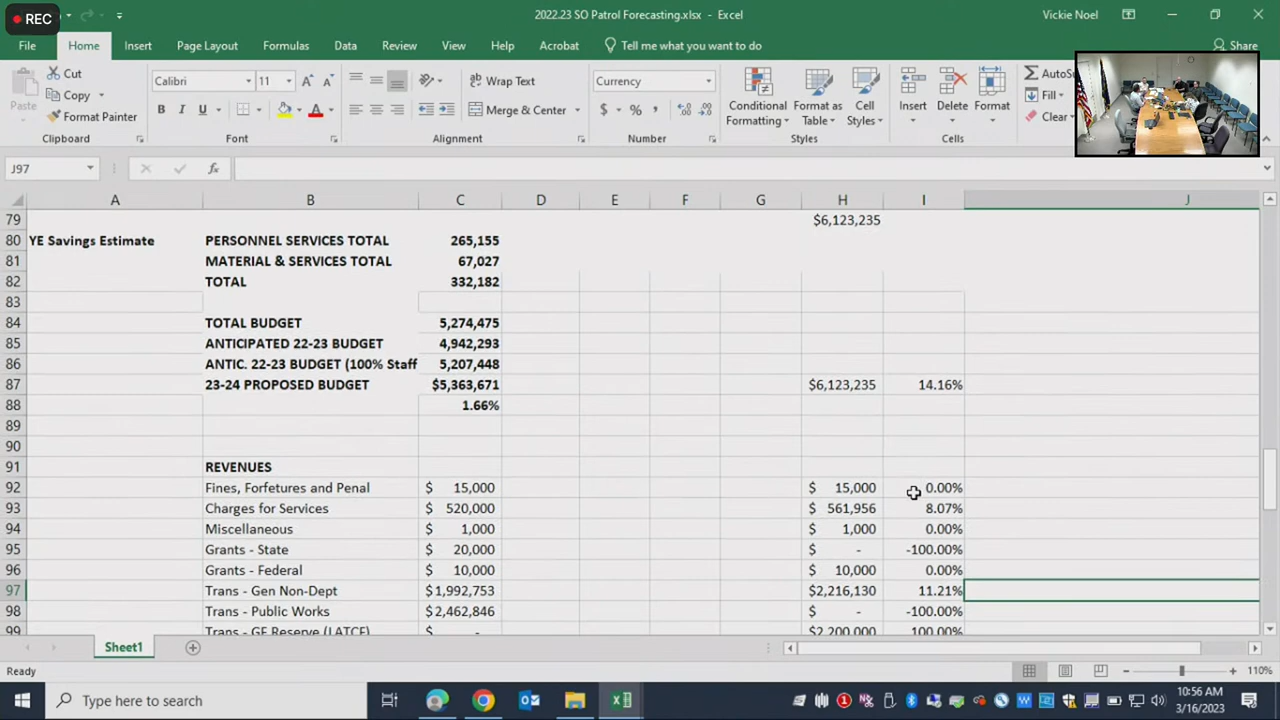 REC
2022.23 SO Patrol Forecasting.xlsx - Excel
Vickie Noel
File Home Insert Page Layout Formulas Data Review View Help Acrobat Tell me what you want to do Share
Paste Cut Copy Format Painter Clipboard
Calibri 11 B I U Font
Wrap Text Merge & Center Alignment
Currency $ % , Number
Conditional Formatting Format as Table Cell Styles Styles
Insert Delete Format Cells
AutoSu Fill Clear
J97 fx
A B C D E F G H I J
79 $6,123,235
80 YE Savings Estimate PERSONNEL SERVICES TOTAL 265,155
81 MATERIAL & SERVICES TOTAL 67,027
82 TOTAL 332,182
83
84 TOTAL BUDGET 5,274,475
85 ANTICIPATED 22-23 BUDGET 4,942,293
86 ANTIC. 22-23 BUDGET (100% Staff 5,207,448
87 23-24 PROPOSED BUDGET $5,363,671 $6,123,235 14.16%
88 1.66%
89
90
91 REVENUES
92 Fines, Forfetures and Penal $ 15,000 $ 15,000 0.00%
93 Charges for Services $ 520,000 $ 561,956 8.07%
94 Miscellaneous $ 1,000 $ 1,000 0.00%
95 Grants - State $ 20,000 $ - -100.00%
96 Grants - Federal $ 10,000 $ 10,000 0.00%
97 Trans - Gen Non-Dept $1,992,753 $2,216,130 11.21%
98 Trans - Public Works $2,462,846 $ - -100.00%
99 Trans - GF Reserve (LATCF) $ - $2,200,000 100.00%
Sheet1
Ready 110%
Type here to search
10:56 AM
3/16/2023